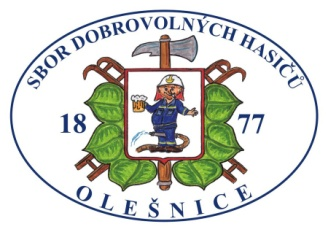 SBOR DOBROVOLNÝCH HASIČŮ
18 77
OLEŠNICE